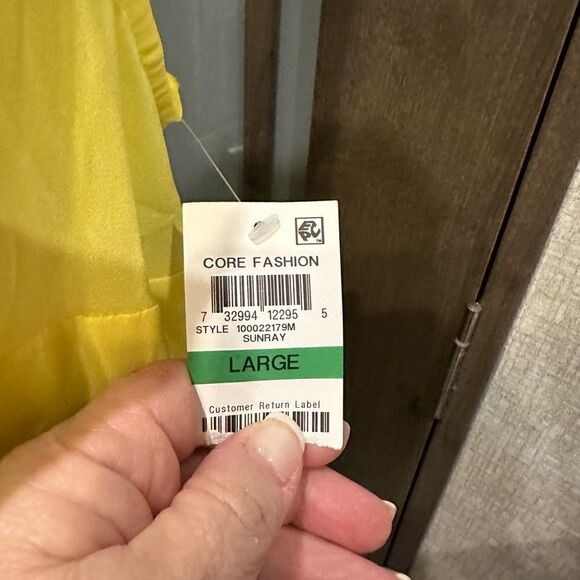 CORE FASHION
7 32994 12295 5
STYLE 100022179M
SUNRAY
LARGE
Customer Return Label